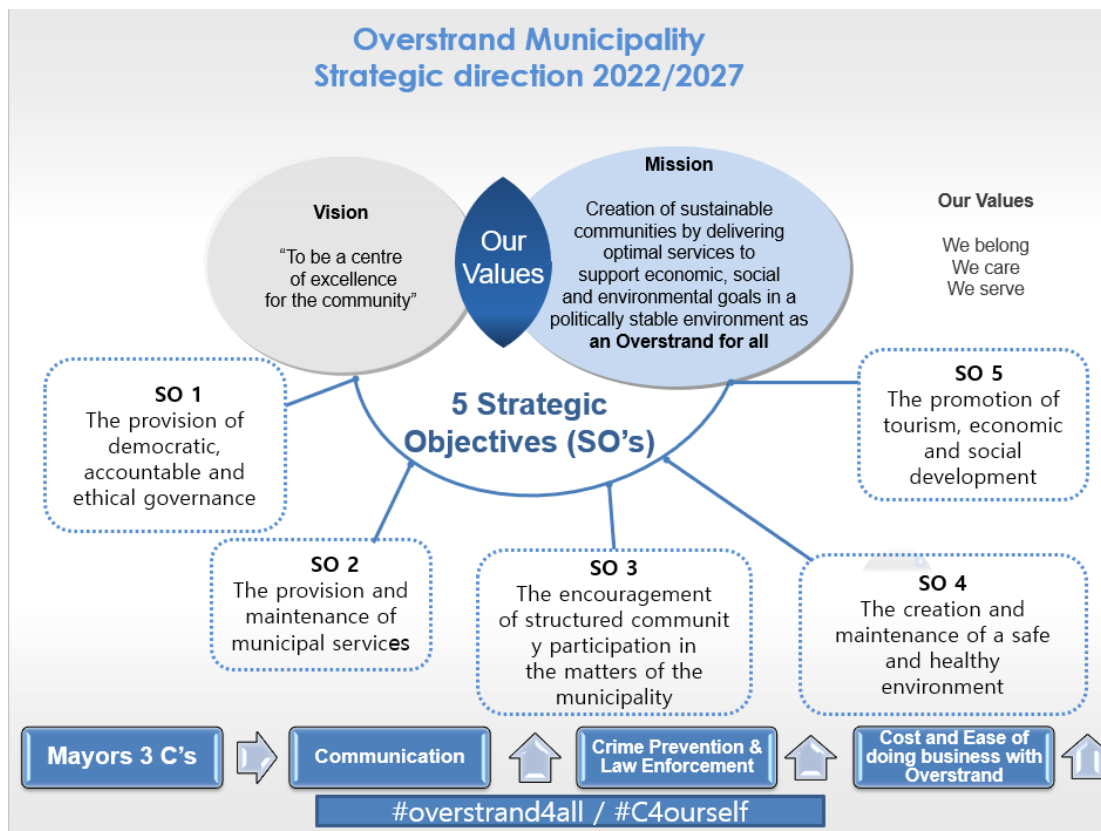 Overstrand Municipality
Strategic direction 2022/2027
Vision
“To be a centre
of excellence
for the community”
Our
Values
Mission
Creation of sustainable
communities by delivering
optimal services to
support economic, social
and environmental goals in a
politically stable environment as
an Overstrand for all
Our Values
We belong
We care
We serve
5 Strategic
Objectives (SO’s)
SO 1
The provision of
democratic,
accountable and
ethical governance
SO 2
The provision and
maintenance of
municipal services
SO 3
The encouragement
of structured communit
y participation in
the matters of the
municipality
SO 4
The creation and
maintenance of a safe
and healthy
environment
SO 5
The promotion of
tourism, economic
and social
development
Mayors 3 C’s
Communication
Crime Prevention &
Law Enforcement
Cost and Ease of
doing business with
Overstrand
#overstrand4all / #C4ourself